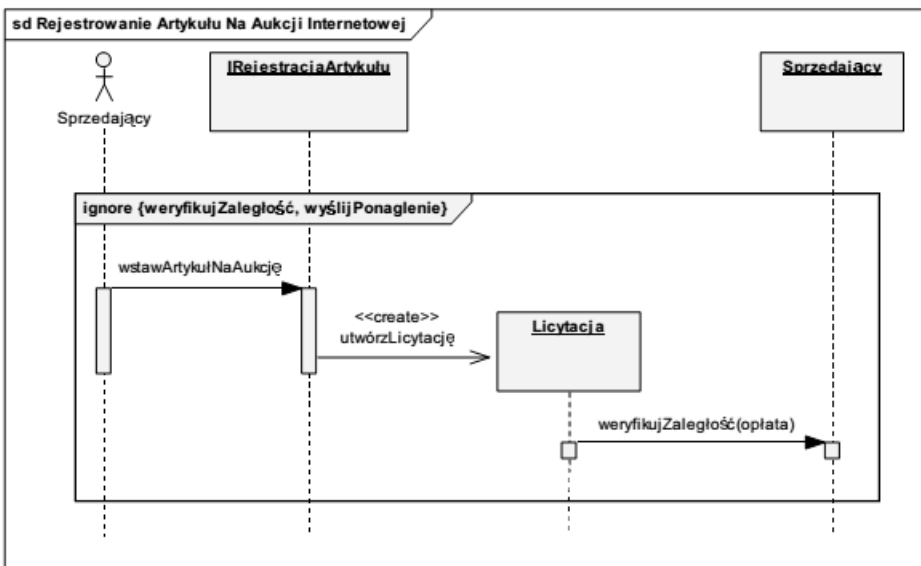 sd Rejestrowanie Artykułu Na Aukcji Internetowej
IRejestracjaArtykułu
Sprzedający
Sprzedający
ignore {weryfikujZaległość, wyślijPonaglenie}
wstawArtykułNaAukcję
<<create>>
utwórzLicytację
Licytacja
weryfikujZaległość(opłata)